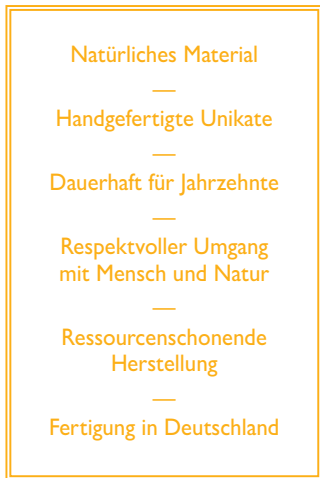 Natürliches Material
—
Handgefertigte Unikate
—
Dauerhaft für Jahrzehnte
—
Respektvoller Umgang
mit Mensch und Natur
—
Ressourcenschonende
Herstellung
—
Fertigung in Deutschland